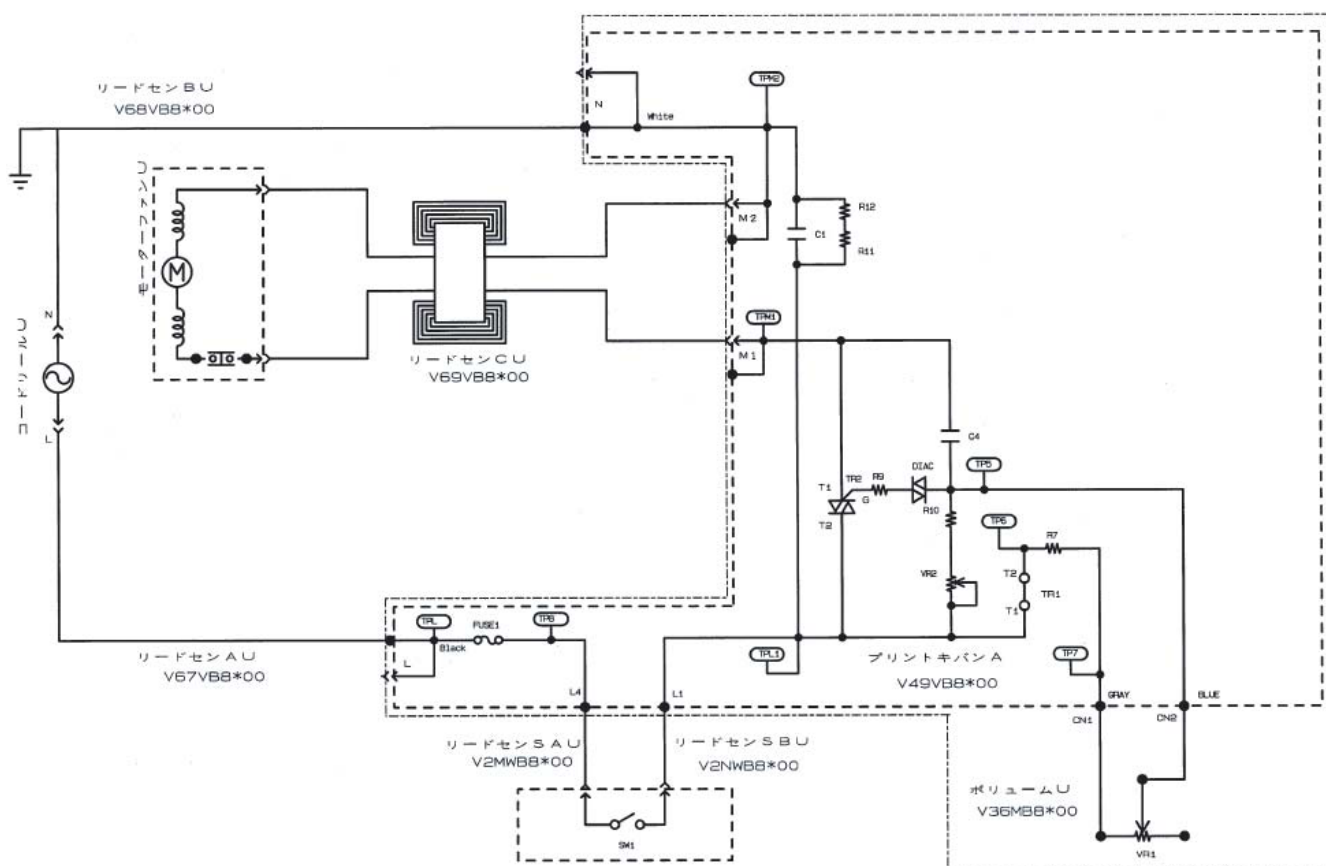 リードセンBU
V68VB8*00
N
White
TPM2
モーターファンU
M
M2
C1
R12
R11
TPM1
M1
リードセンCU
V69VB8*00
N
コードリールU
L
C4
DIAC
TP5
T1
TR2
R9
G
T2
R10
TP6
R7
VR2
T2
TR1
T1
TPL
FUSE1
TP8
Black
L
リードセンAU
V67VB8*00
TPL1
プリントキバンA
V49VB8*00
TP7
L4
L1
GRAY
BLUE
CN1
CN2
リードセンSAU
V2MWB8*00
リードセンSBU
V2NWB8*00
SW1
ボリュームU
V36MB8*00
VR1